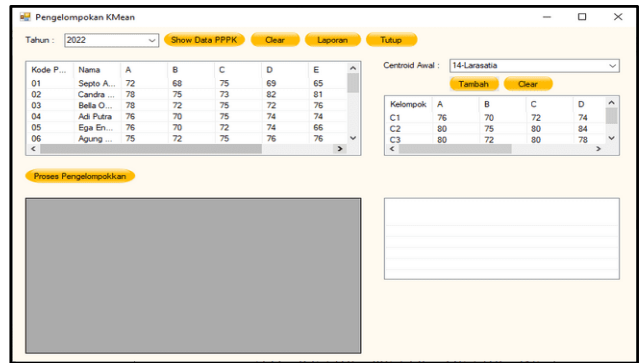 Pengelompokan KMean
Tahun : 2022 Show Data PPPK Clear Laporan Tutup
Centroid Awal : 14-Larasatia
Tambah Clear
Kode P... Nama A B C D E
01 Septo A... 72 68 75 69 65
02 Candra ... 78 75 73 82 81
03 Bella O... 78 72 75 72 76
04 Adi Putra 76 70 75 74 74
05 Ega En... 76 70 72 74 66
06 Agung ... 75 72 75 76 76
Kelompok A B C D
C1 76 70 72 74
C2 80 75 80 84
C3 80 72 80 78
Proses Pengelompokkan